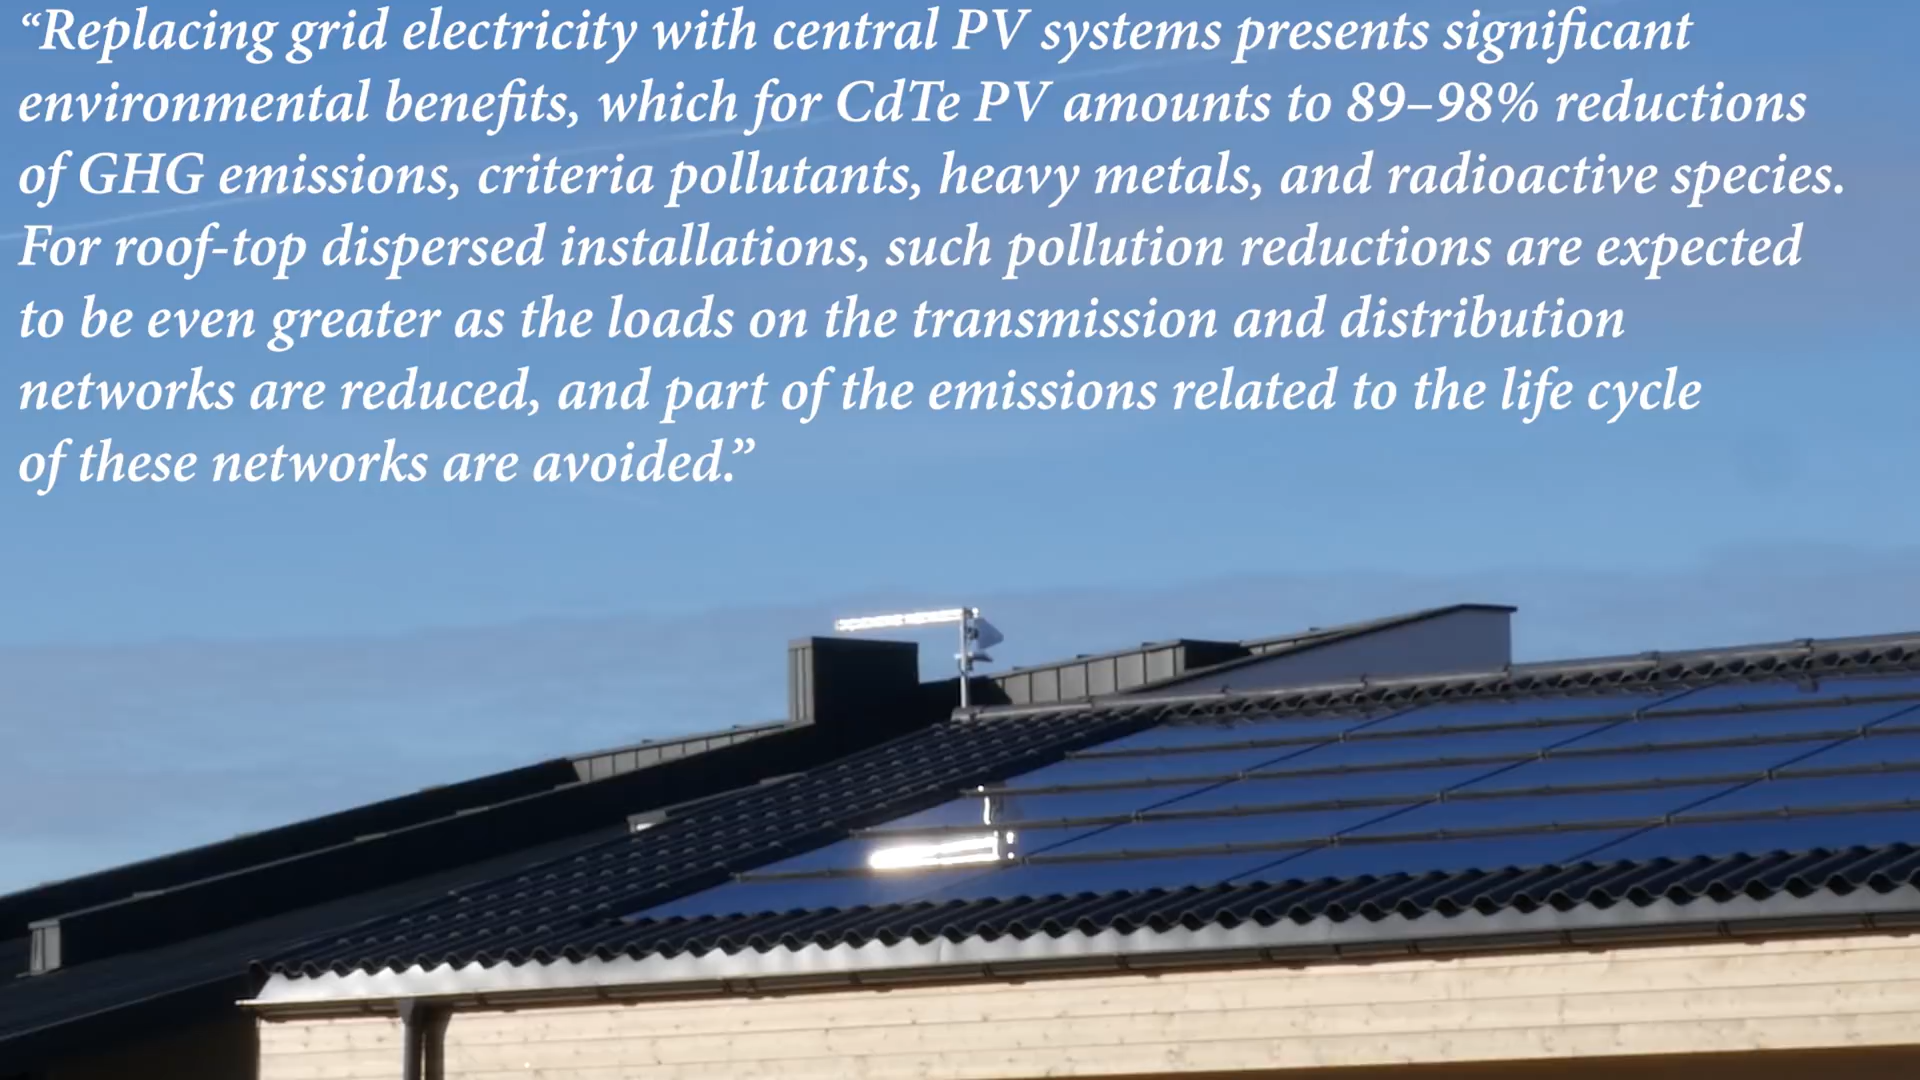 “Replacing grid electricity with central PV systems presents significant
environmental benefits, which for CdTe PV amounts to 89–98% reductions
of GHG emissions, criteria pollutants, heavy metals, and radioactive species.
For roof-top dispersed installations, such pollution reductions are expected
to be even greater as the loads on the transmission and distribution
networks are reduced, and part of the emissions related to the life cycle
of these networks are avoided.”